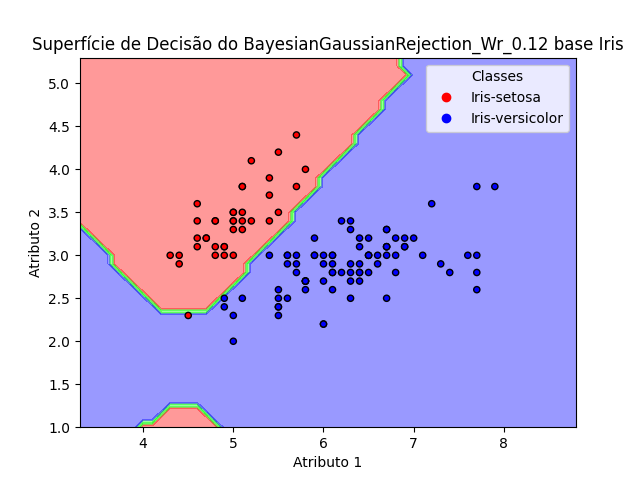 Superfície de Decisão do BayesianGaussianRejection_Wr_0.12 base Iris
Classes
Iris-setosa
Iris-versicolor
5.0
4.5
4.0
3.5
3.0
2.5
2.0
1.5
1.0
Atributo 2
4 5 6 7 8
Atributo 1